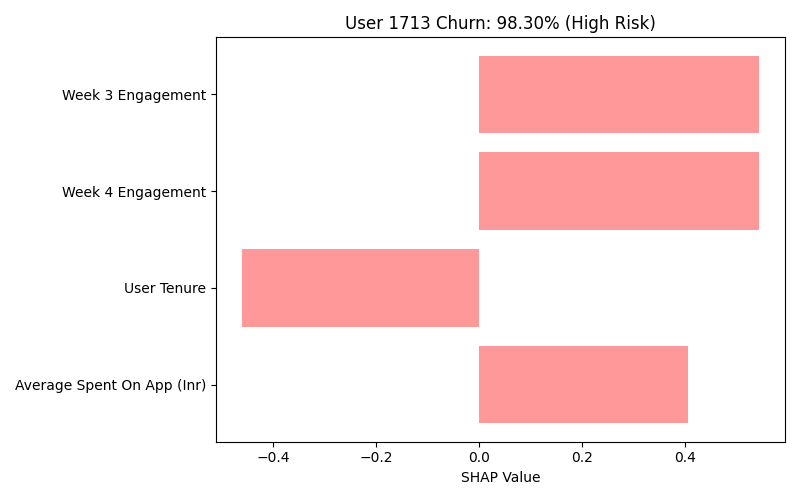 User 1713 Churn: 98.30% (High Risk)
Week 3 Engagement
Week 4 Engagement
User Tenure
Average Spent On App (Inr)
−0.4 −0.2 0.0 0.2 0.4
SHAP Value